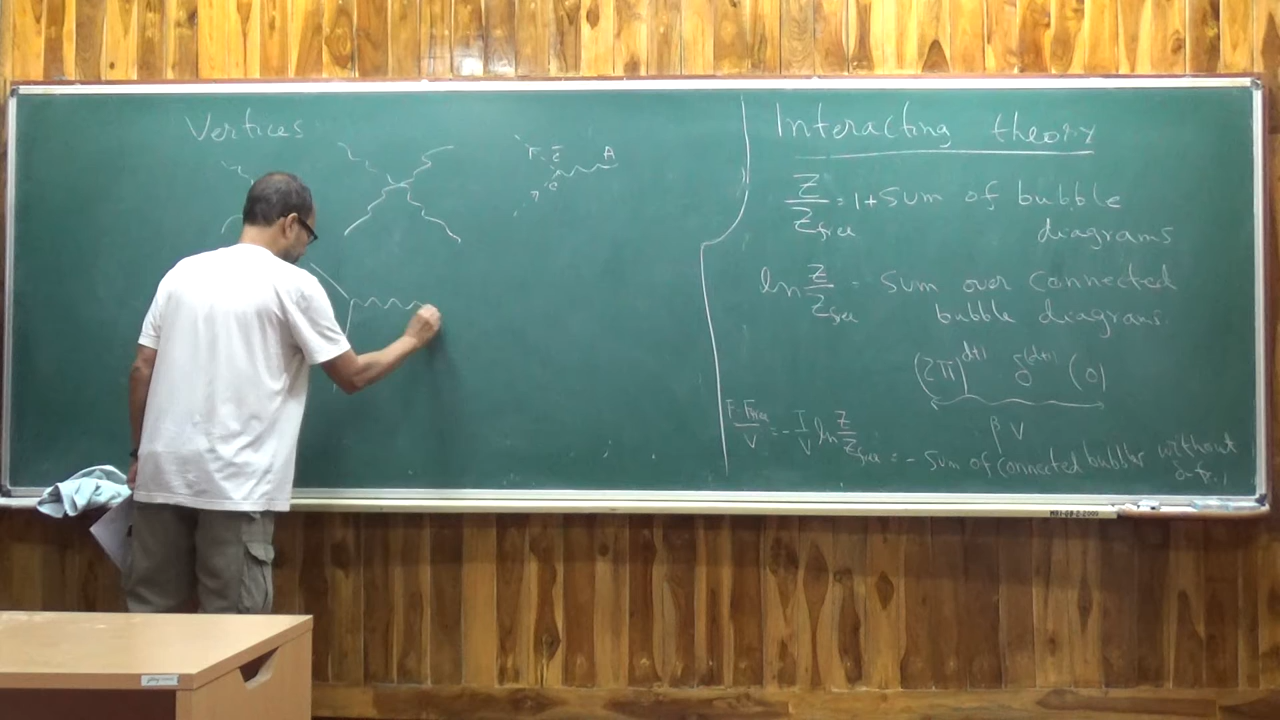 Vertices
A
Interacting theory
Z/Z_free = 1 + Sum of bubble
diagrams
ln Z/Z_free = Sum over connected
bubble diagrams.
(2π)^{d+1} δ^{(d+1)} (0)
β V
F-F_free/V = - T/V ln Z/Z_free = - Sum of connected bubbles without
δ-fn.